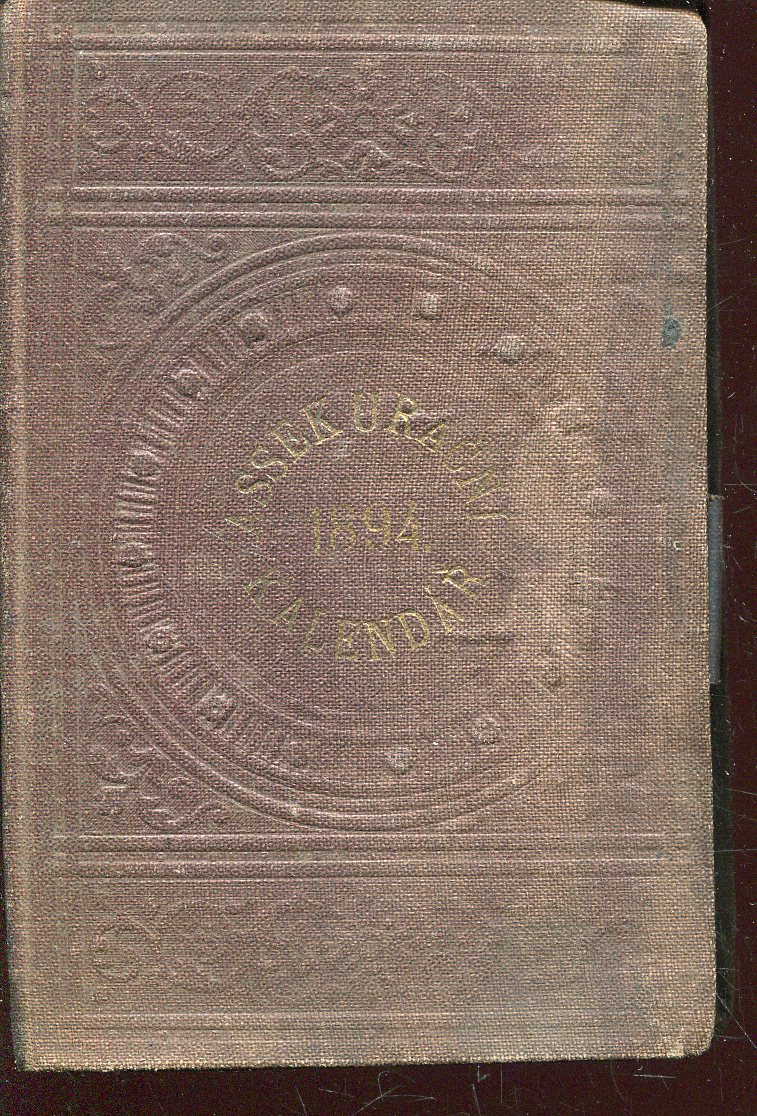 ASSEKURAČNÍ
1894.
KALENDÁŘ